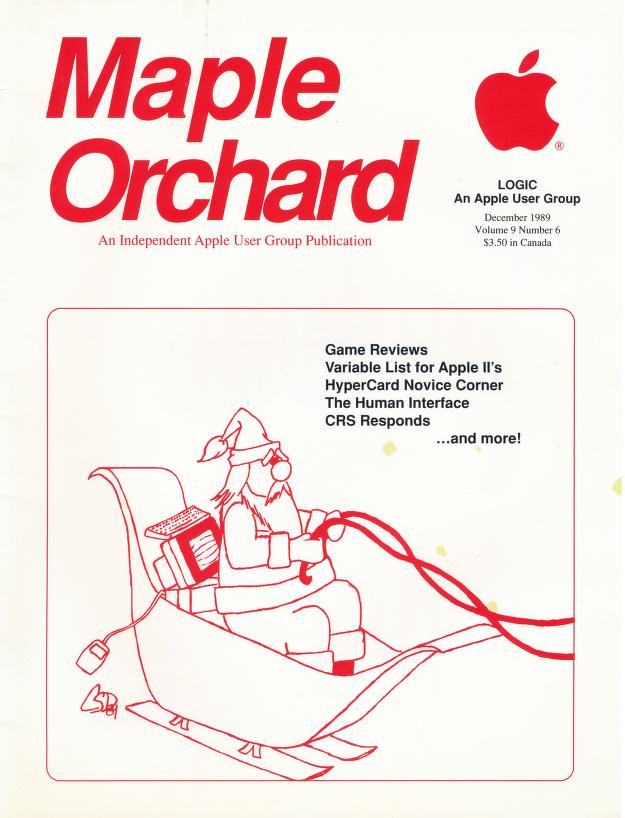 Maple
Orchard
An Independent Apple User Group Publication
®
LOGIC
An Apple User Group
December 1989
Volume 9 Number 6
$3.50 in Canada
Game Reviews
Variable List for Apple II's
HyperCard Novice Corner
The Human Interface
CRS Responds
...and more!